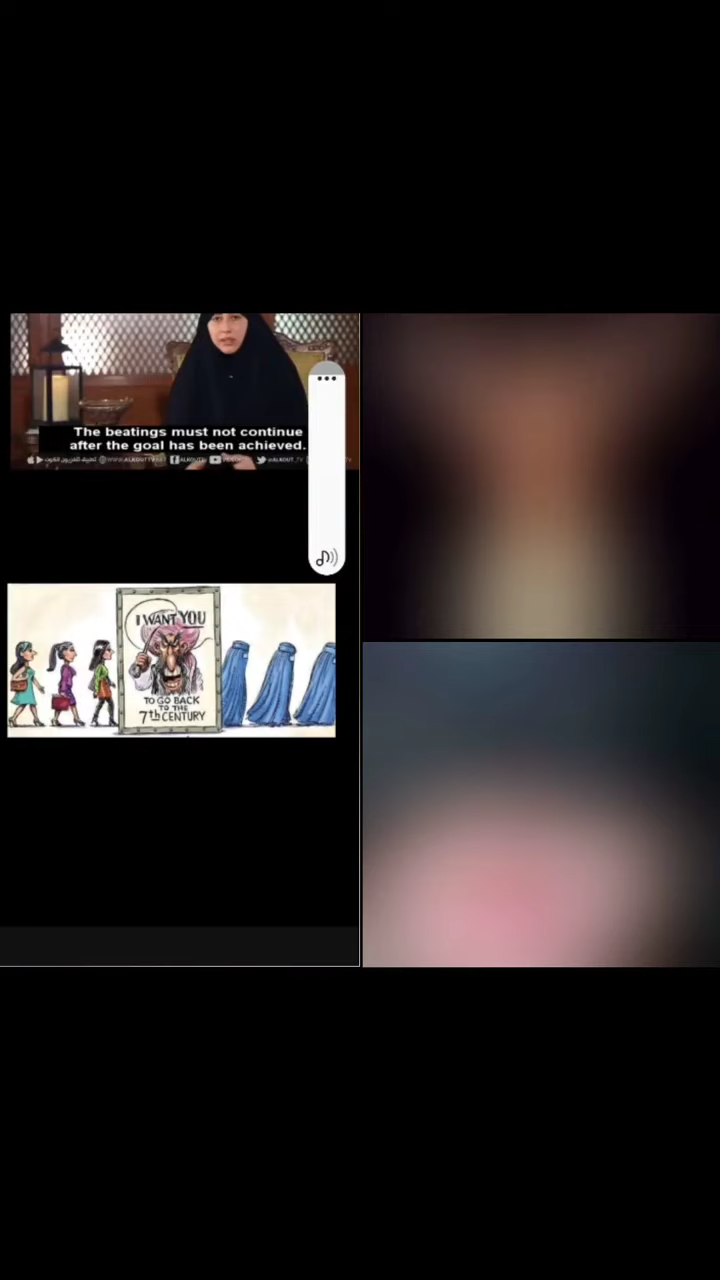 The beatings must not continue
after the goal has been achieved.
I WANT YOU
TO GO BACK
TO THE
7th CENTURY